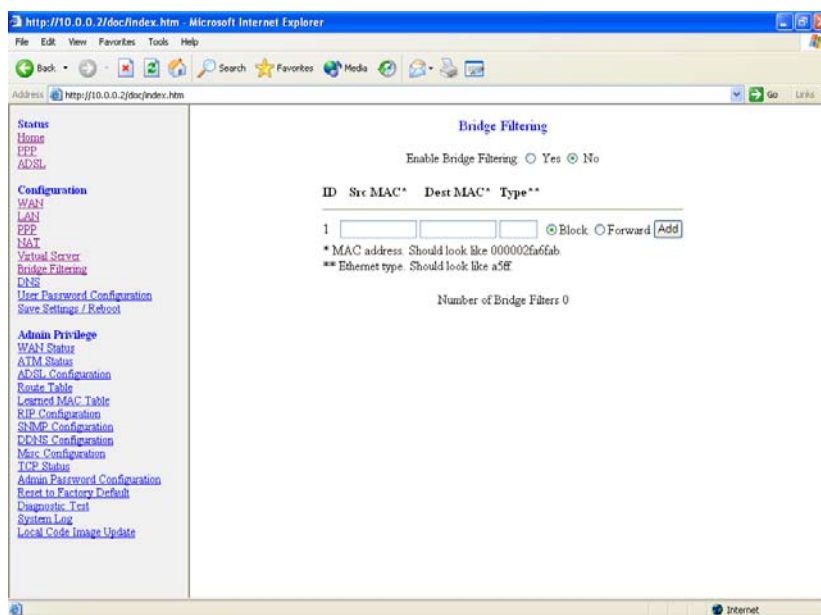 http://10.0.0.2/doc/index.htm - Microsoft Internet Explorer
File Edit View Favorites Tools Help
Back Search Favorites Media
Address http://10.0.0.2/doc/index.htm Go Links
Status
Home
PPP
ADSL
Configuration
WAN
LAN
PPP
NAT
Virtual Server
Bridge Filtering
DNS
User Password Configuration
Save Settings / Reboot
Admin Privilege
WAN Status
ATM Status
ADSL Configuration
Route Table
Learned MAC Table
RIP Configuration
SNMP Configuration
DDNS Configuration
Misc Configuration
TCP Status
Admin Password Configuration
Reset to Factory Default
Diagnostic Test
System Log
Local Code Image Update
Bridge Filtering
Enable Bridge Filtering: Yes No
ID Src MAC* Dest MAC* Type**
1 Block Forward Add
* MAC address. Should look like 000002fa6fab.
** Ethernet type. Should look like a5ff.
Number of Bridge Filters 0
Internet